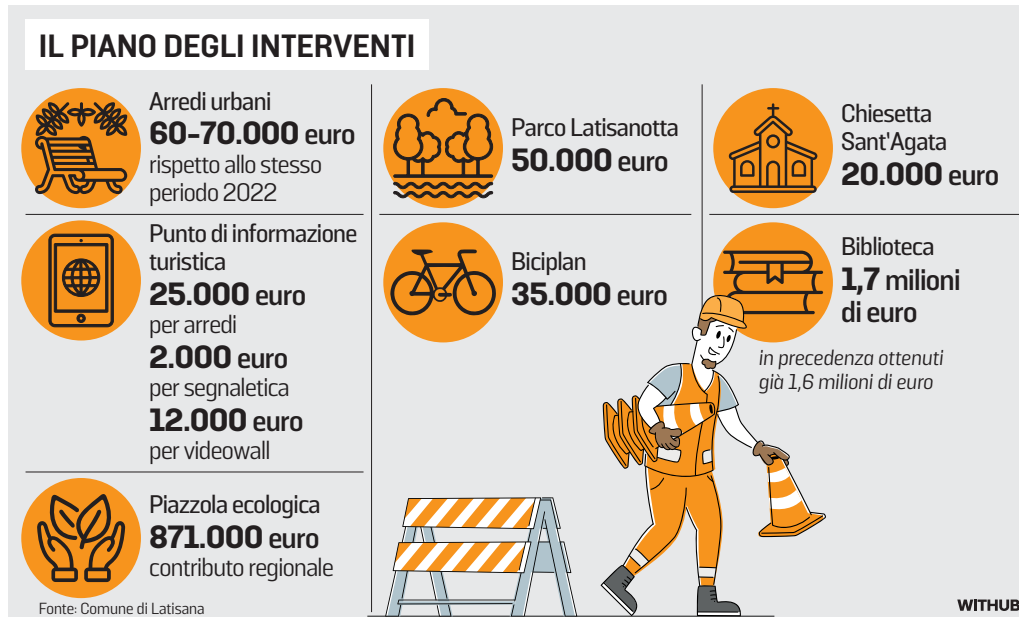 IL PIANO DEGLI INTERVENTI
Arredi urbani
60-70.000 euro
rispetto allo stesso
periodo 2022
Punto di informazione
turistica
25.000 euro
per arredi
2.000 euro
per segnaletica
12.000 euro
per videowall
Piazzola ecologica
871.000 euro
contributo regionale
Parco Latisanotta
50.000 euro
Biciplan
35.000 euro
Chiesetta
Sant'Agata
20.000 euro
Biblioteca
1,7 milioni
di euro
in precedenza ottenuti
già 1,6 milioni di euro
Fonte: Comune di Latisana
WITHUB